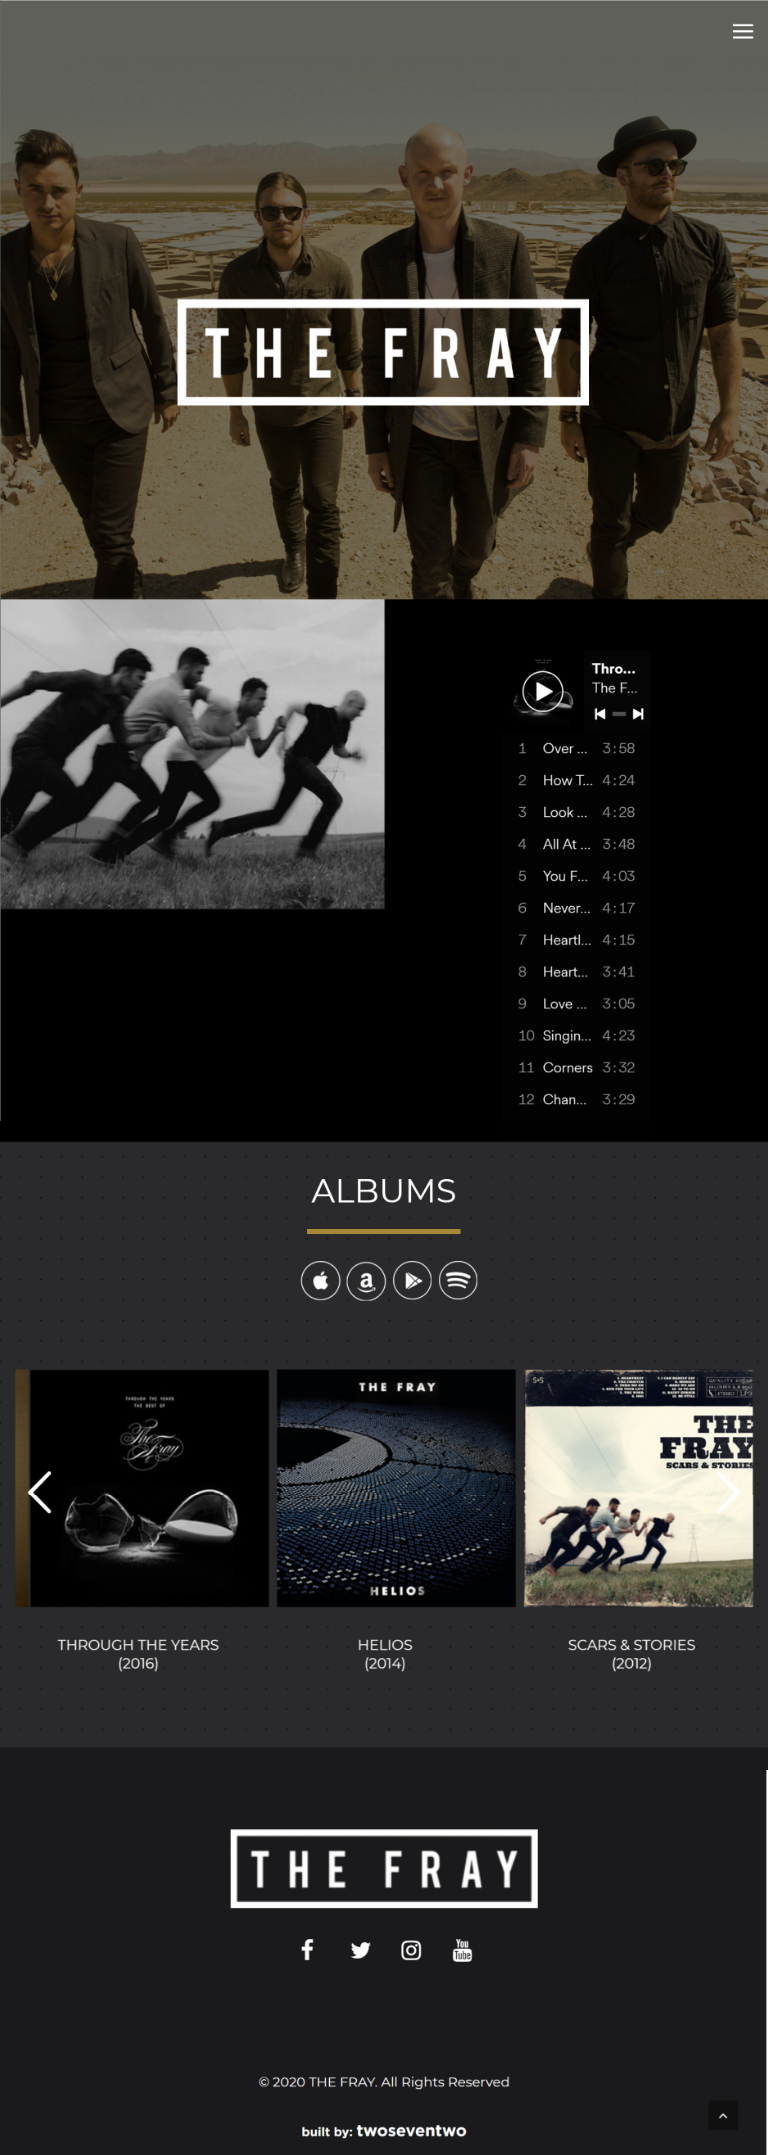 THE FRAY
Thro...
The F...
1 Over ... 3:58
2 How T... 4:24
3 Look ... 4:28
4 All At ... 3:48
5 You F... 4:03
6 Never... 4:17
7 Heartl... 4:15
8 Heart... 3:41
9 Love ... 3:05
10 Singin... 4:23
11 Corners 3:32
12 Chan... 3:29
ALBUMS
THROUGH THE YEARS
THE BEST OF
The Fray
THE FRAY
HELIOS
S+S
THE
FRAY
SCARS & STORIES
THROUGH THE YEARS
(2016)
HELIOS
(2014)
SCARS & STORIES
(2012)
THE FRAY
You
Tube
© 2020 THE FRAY. All Rights Reserved
built by: twoseventwo